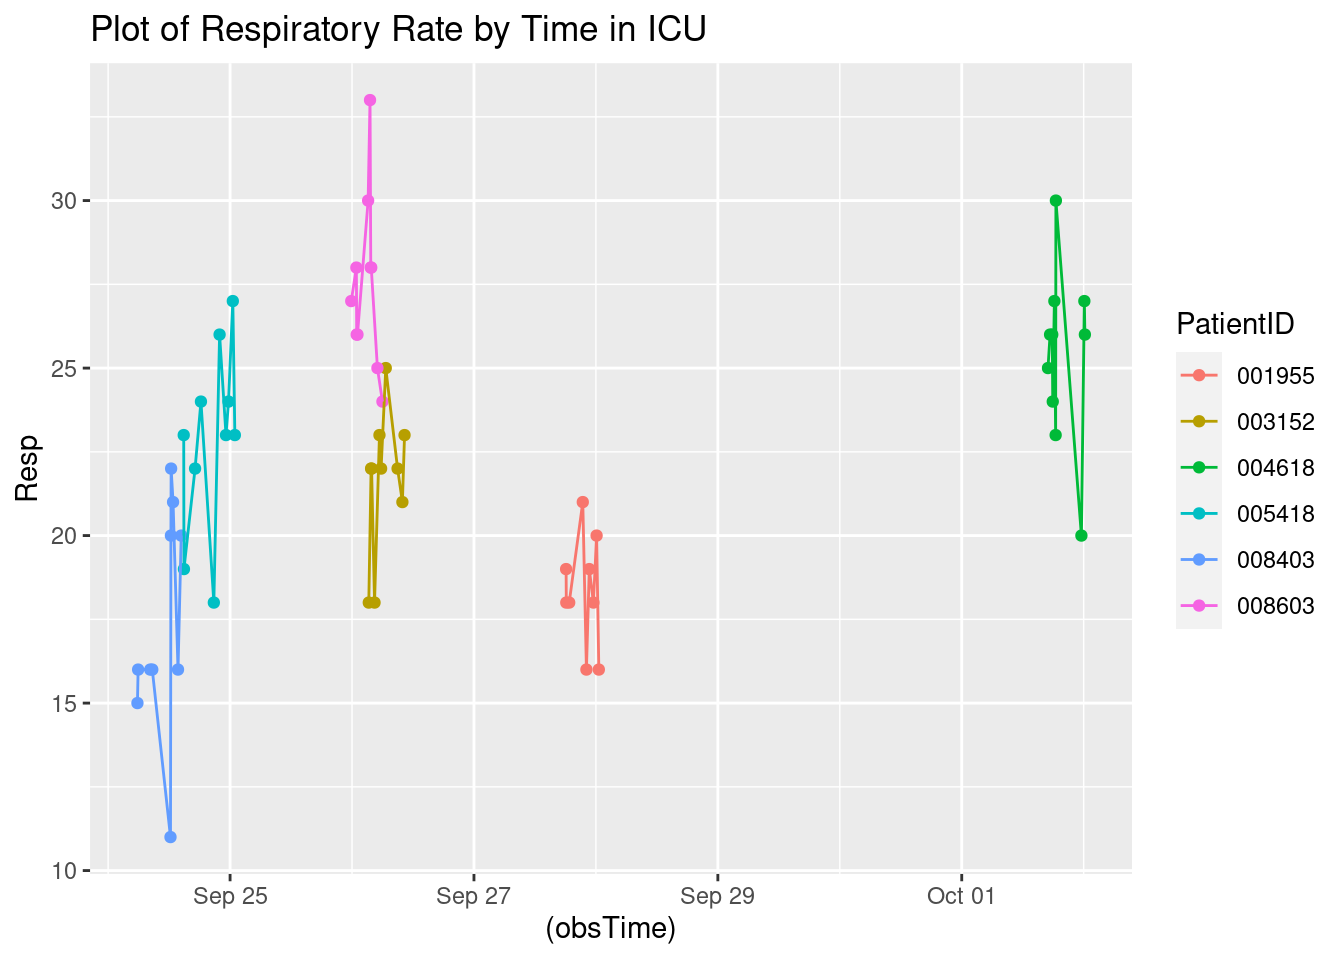 Plot of Respiratory Rate by Time in ICU
30
25
20
15
10
Resp
Sep 25
Sep 27
Sep 29
Oct 01
(obsTime)
PatientID
001955
003152
004618
005418
008403
008603